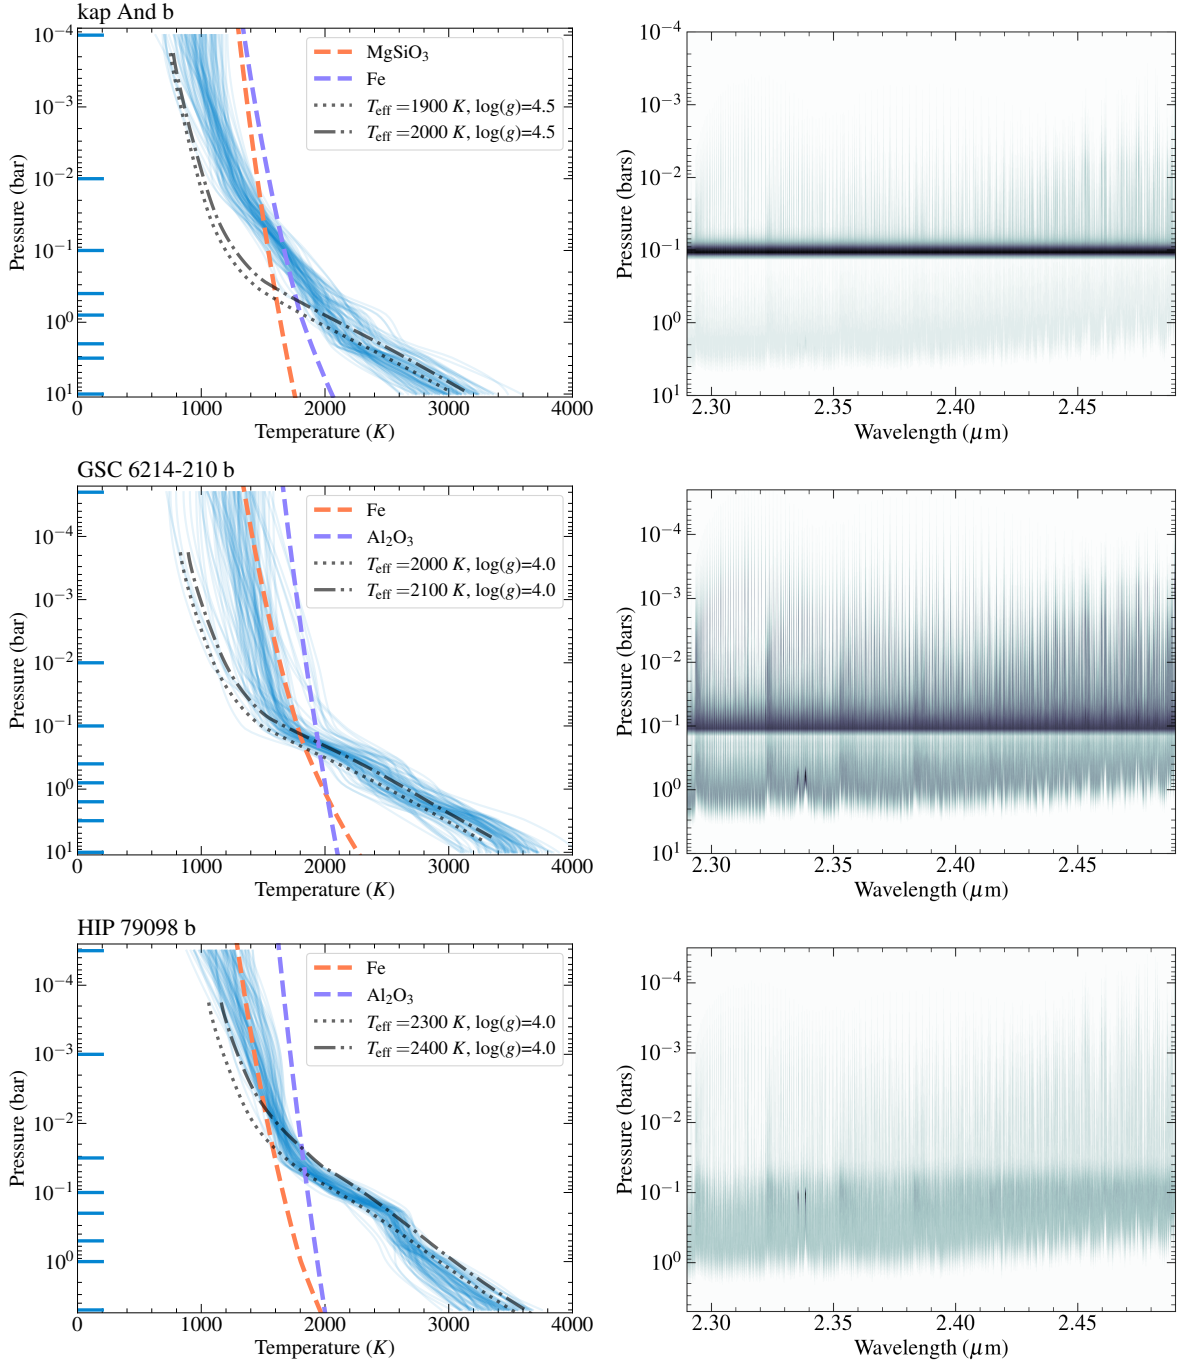 kap And b
10⁻⁴
10⁻³
10⁻²
10⁻¹
10⁰
10¹
Pressure (bar)
0 1000 2000 3000 4000
Temperature (K)
MgSiO₃
Fe
T_eff =1900 K, log(g)=4.5
T_eff =2000 K, log(g)=4.5
10⁻⁴
10⁻³
10⁻²
10⁻¹
10⁰
10¹
Pressure (bars)
2.30 2.35 2.40 2.45
Wavelength (μm)
GSC 6214-210 b
10⁻⁴
10⁻³
10⁻²
10⁻¹
10⁰
10¹
Pressure (bar)
0 1000 2000 3000 4000
Temperature (K)
Fe
Al₂O₃
T_eff =2000 K, log(g)=4.0
T_eff =2100 K, log(g)=4.0
10⁻⁴
10⁻³
10⁻²
10⁻¹
10⁰
10¹
Pressure (bars)
2.30 2.35 2.40 2.45
Wavelength (μm)
HIP 79098 b
10⁻⁴
10⁻³
10⁻²
10⁻¹
10⁰
Pressure (bar)
0 1000 2000 3000 4000
Temperature (K)
Fe
Al₂O₃
T_eff =2300 K, log(g)=4.0
T_eff =2400 K, log(g)=4.0
10⁻⁴
10⁻³
10⁻²
10⁻¹
10⁰
Pressure (bars)
2.30 2.35 2.40 2.45
Wavelength (μm)